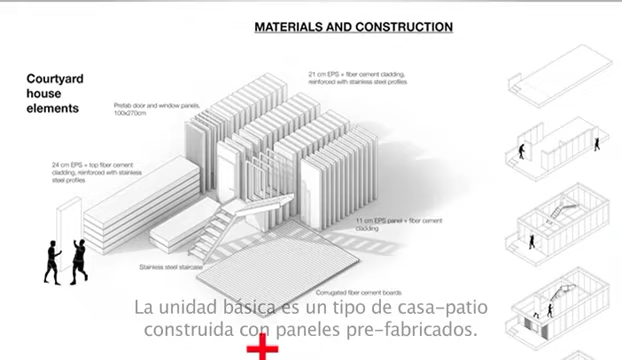 MATERIALS AND CONSTRUCTION
Courtyard
house
elements
21 cm EPS + fiber cement cladding,
reinforced with stainless steel profiles
Prefab door and window panels,
100x270cm
24 cm EPS + top fiber cement
cladding, reinforced with stainless
steel profiles
11 cm EPS panel + fiber cement
cladding
Stainless steel staircase
Corrugated fiber cement boards
La unidad básica es un tipo de casa-patio
construida con paneles pre-fabricados.